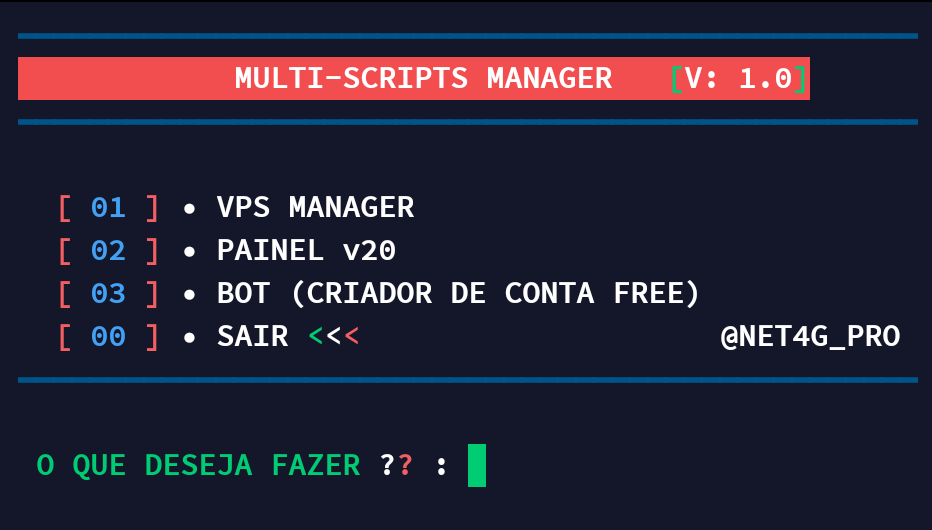 MULTI-SCRIPTS MANAGER [V: 1.0]
[ 01 ] • VPS MANAGER
[ 02 ] • PAINEL v20
[ 03 ] • BOT (CRIADOR DE CONTA FREE)
[ 00 ] • SAIR <<< @NET4G_PRO
O QUE DESEJA FAZER ?? :